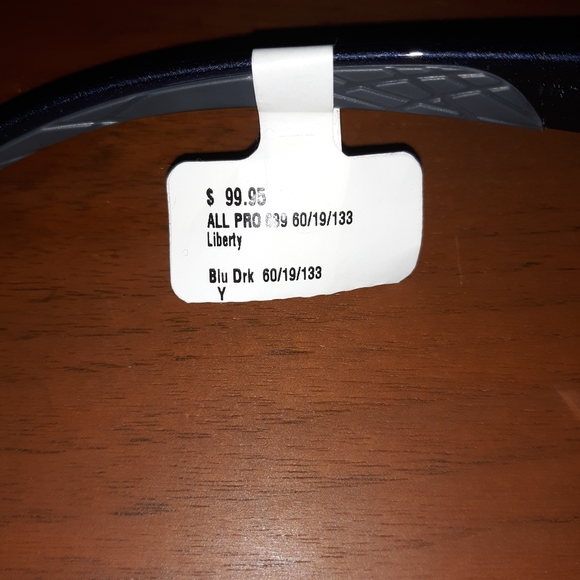 $ 99.95
ALL PRO 60/19/133
Liberty
Blu Drk 60/19/133
Y